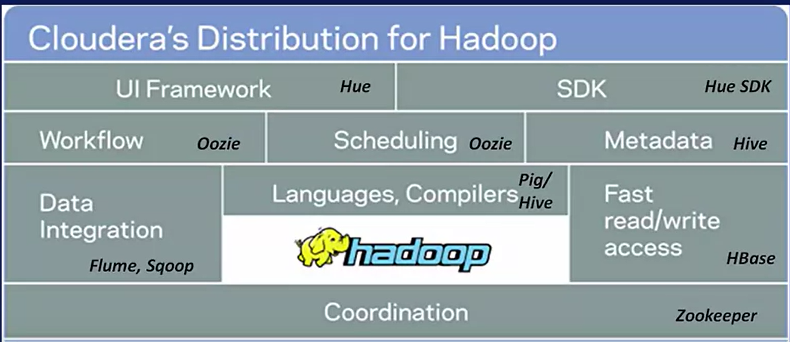 Cloudera's Distribution for Hadoop
UI Framework Hue
SDK Hue SDK
Workflow Oozie
Scheduling Oozie
Metadata Hive
Data
Integration
Flume, Sqoop
Languages, Compilers Pig/
Hive
hadoop
Fast
read/write
access
HBase
Coordination Zookeeper